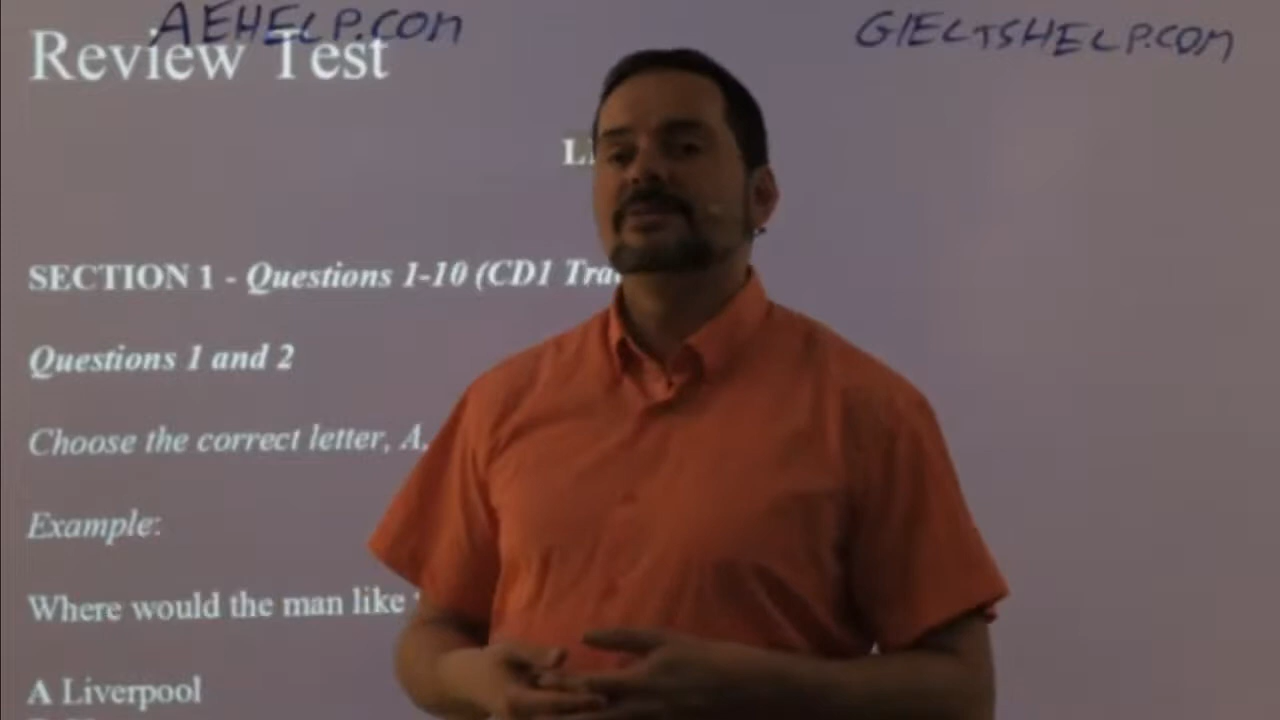 AEHELP.COM
GIELTSHELP.COM
Review Test
SECTION 1 - Questions 1-10 (CD1
Questions 1 and 2
Choose the correct letter, A,
Example:
Where would the man like
A Liverpool